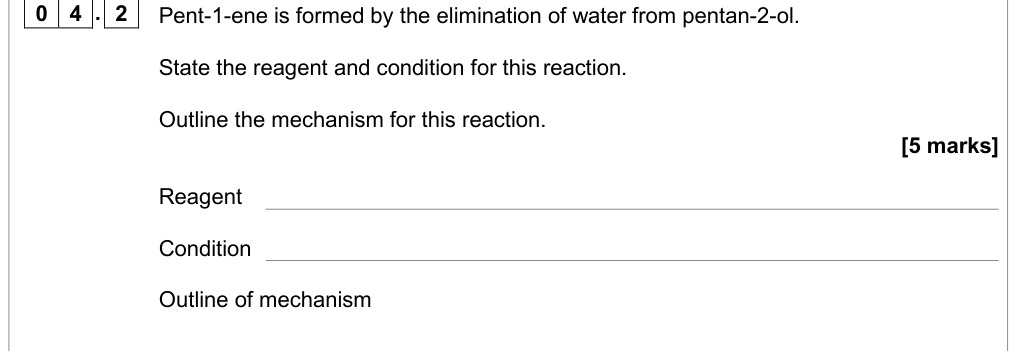 0 4 . 2 Pent-1-ene is formed by the elimination of water from pentan-2-ol.
State the reagent and condition for this reaction.
Outline the mechanism for this reaction.
[5 marks]
Reagent
Condition
Outline of mechanism